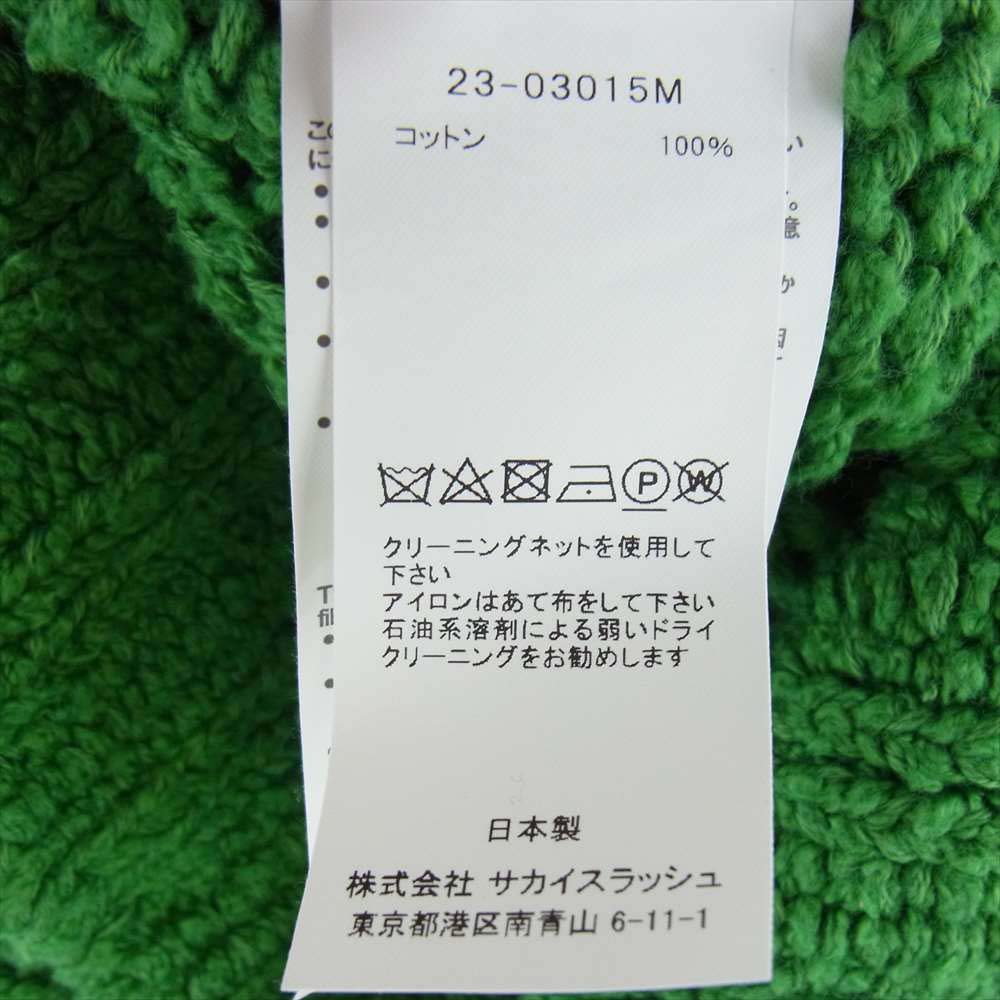 23-03015M
コットン 100%
P W
クリーニングネットを使用して
下さい
アイロンはあて布をして下さい
石油系溶剤による弱いドライ
クリーニングをお勧めします
日本製
株式会社 サカイスラッシュ
東京都港区南青山 6-11-1